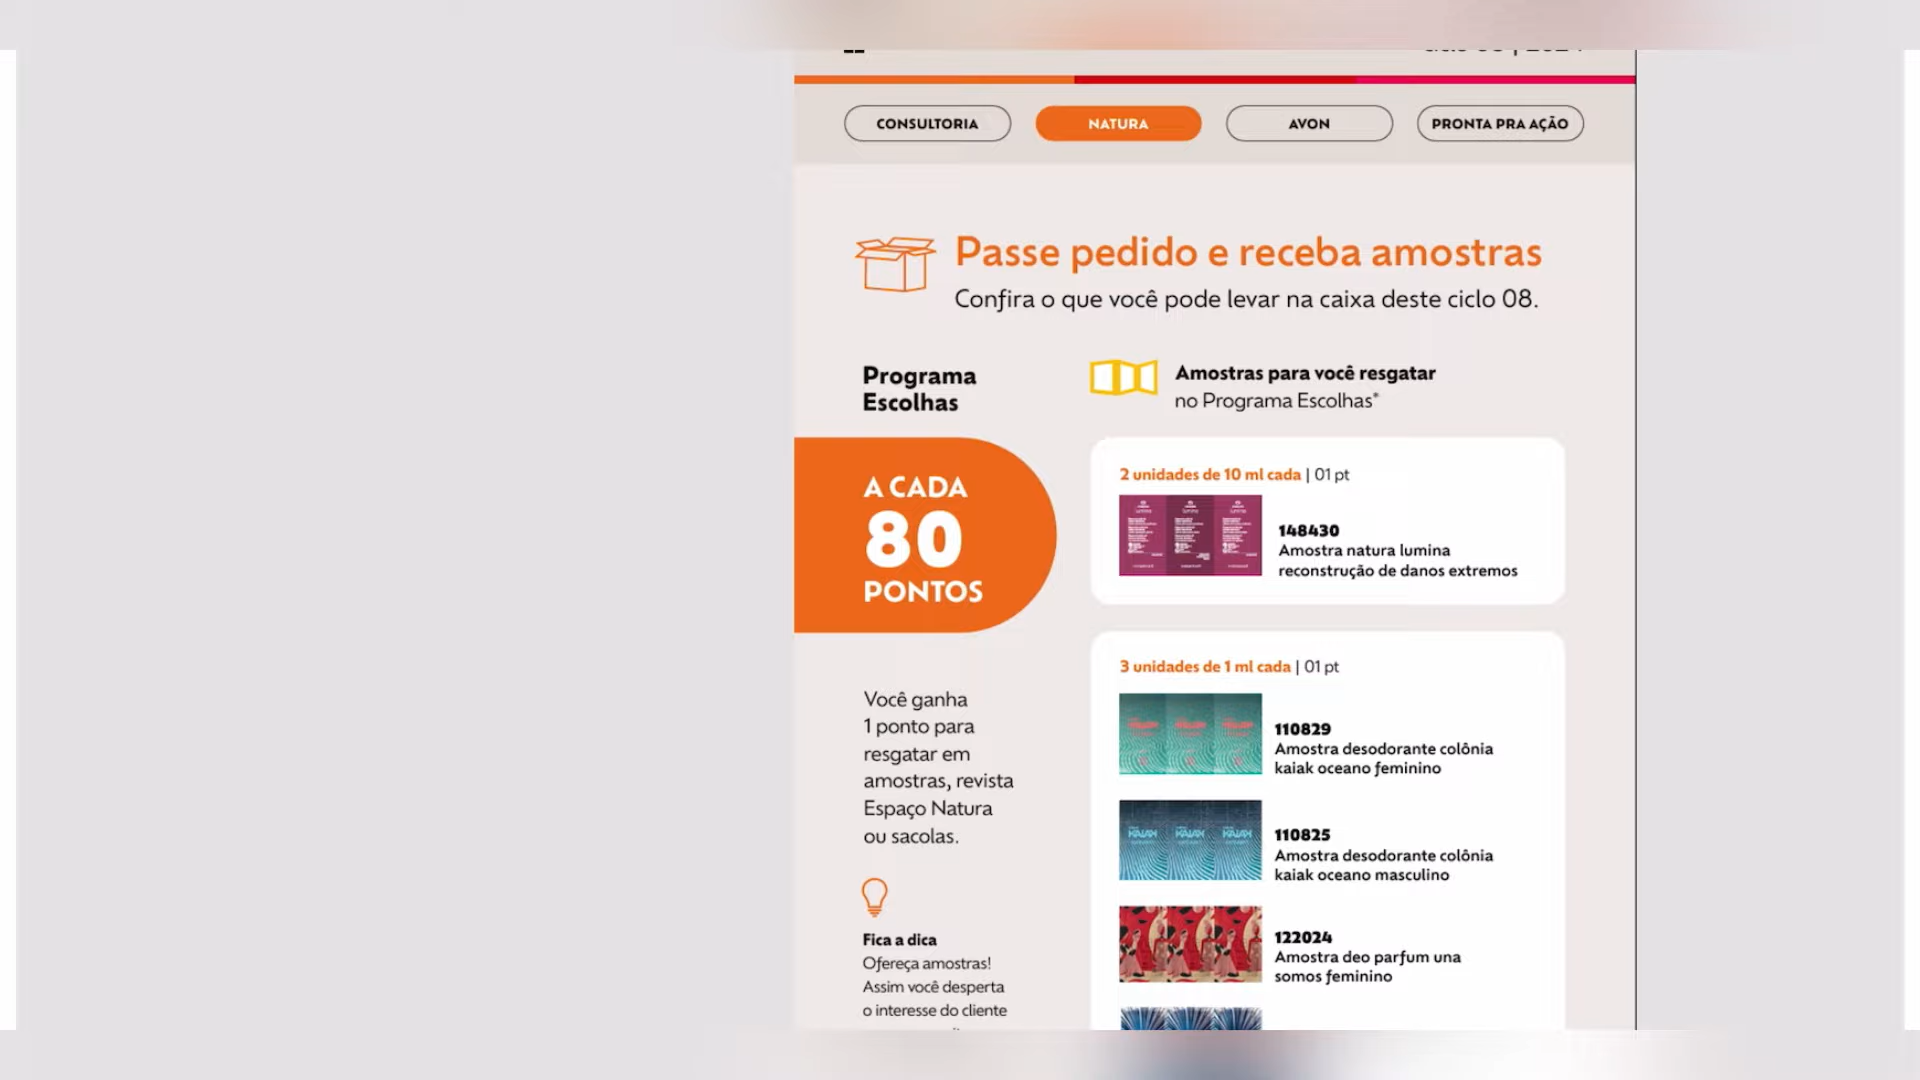 CONSULTORIA
NATURA
AVON
PRONTA PRA AÇÃO
Passe pedido e receba amostras
Confira o que você pode levar na caixa deste ciclo 08.
Programa
Escolhas
A CADA
80
PONTOS
Você ganha
1 ponto para
resgatar em
amostras, revista
Espaço Natura
ou sacolas.
Fica a dica
Ofereça amostras!
Assim você desperta
o interesse do cliente
Amostras para você resgatar
no Programa Escolhas*
2 unidades de 10 ml cada | 01 pt
148430
Amostra natura lumina
reconstrução de danos extremos
3 unidades de 1 ml cada | 01 pt
110829
Amostra desodorante colônia
kaiak oceano feminino
KAIAK KAIAK KAIAK
110825
Amostra desodorante colônia
kaiak oceano masculino
122024
Amostra deo parfum una
somos feminino